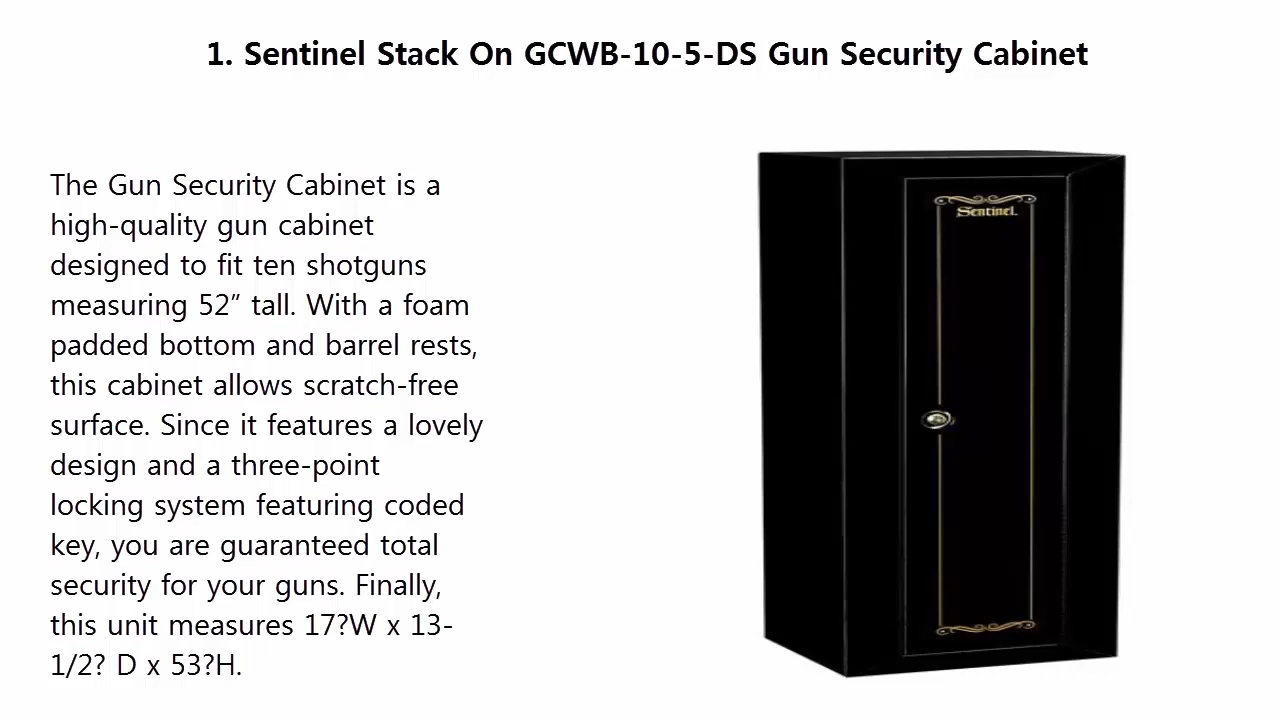 1. Sentinel Stack On GCWB-10-5-DS Gun Security Cabinet
The Gun Security Cabinet is a
high-quality gun cabinet
designed to fit ten shotguns
measuring 52” tall. With a foam
padded bottom and barrel rests,
this cabinet allows scratch-free
surface. Since it features a lovely
design and a three-point
locking system featuring coded
key, you are guaranteed total
security for your guns. Finally,
this unit measures 17?W x 13-
1/2? D x 53?H.
Sentinel.